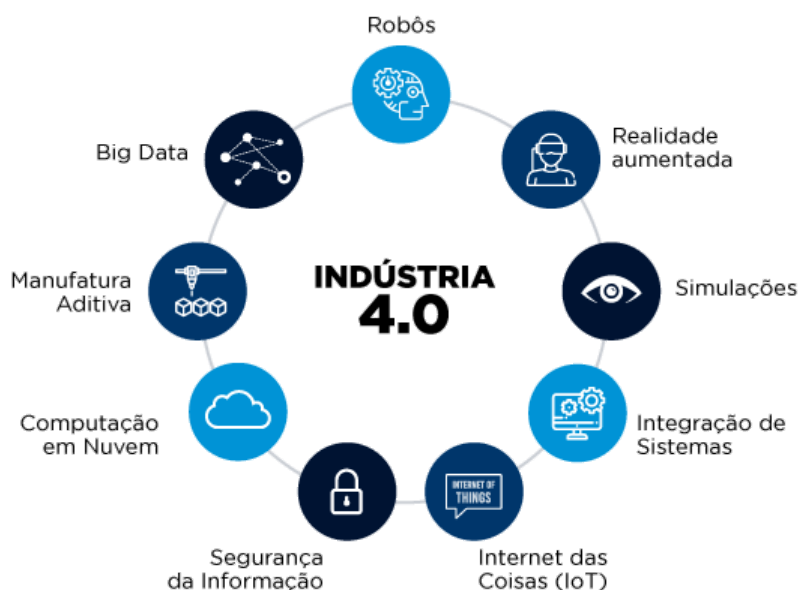 Robôs
Realidade
aumentada
Big Data
Simulações
Manufatura
Aditiva
INDÚSTRIA
4.0
Integração de
Sistemas
Computação
em Nuvem
INTERNET OF
THINGS
Segurança
da Informação
Internet das
Coisas (IoT)